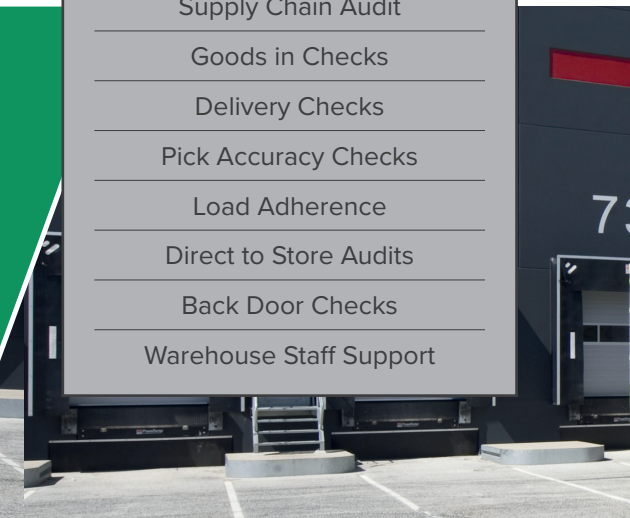 Supply Chain Audit
Goods in Checks
Delivery Checks
Pick Accuracy Checks
Load Adherence
Direct to Store Audits
Back Door Checks
Warehouse Staff Support